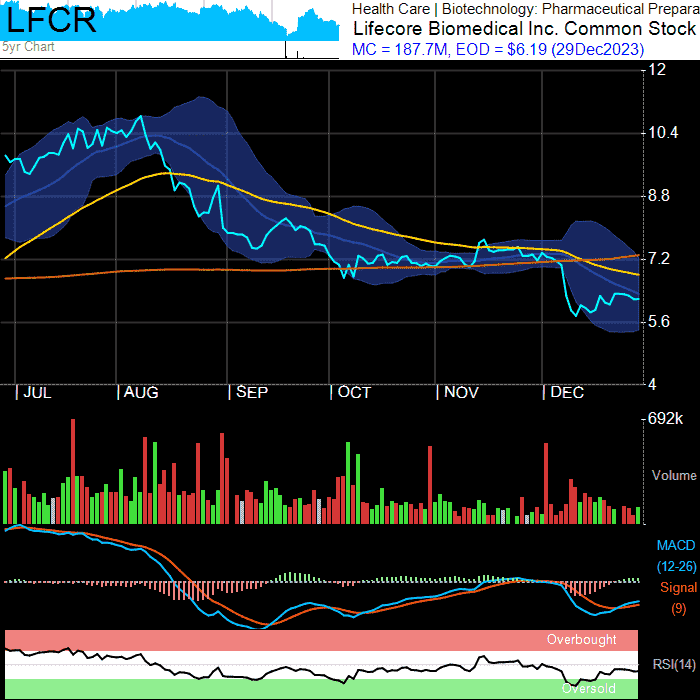 LFCR
5yr Chart
Health Care | Biotechnology: Pharmaceutical Prepara
Lifecore Biomedical Inc. Common Stock
MC = 187.7M, EOD = $6.19 (29Dec2023)
12
10.4
8.8
7.2
5.6
4
JUL AUG SEP OCT NOV DEC
692k
Volume
MACD
(12-26)
Signal
(9)
Overbought
RSI(14)
Oversold